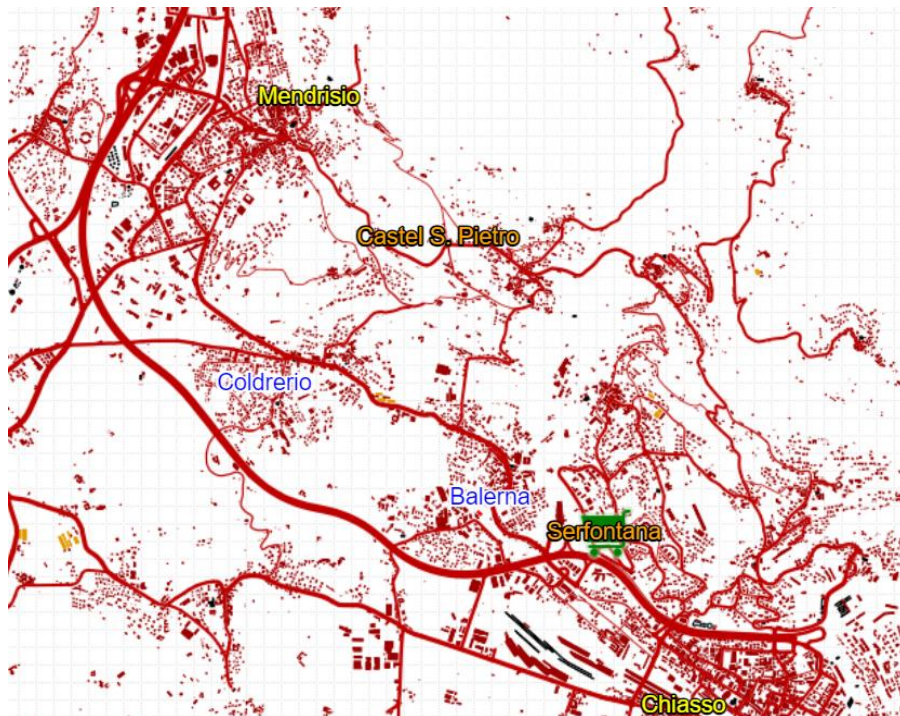 Mendrisio
Castel S. Pietro
Coldrerio
Balerna
Serfontana
Chiasso